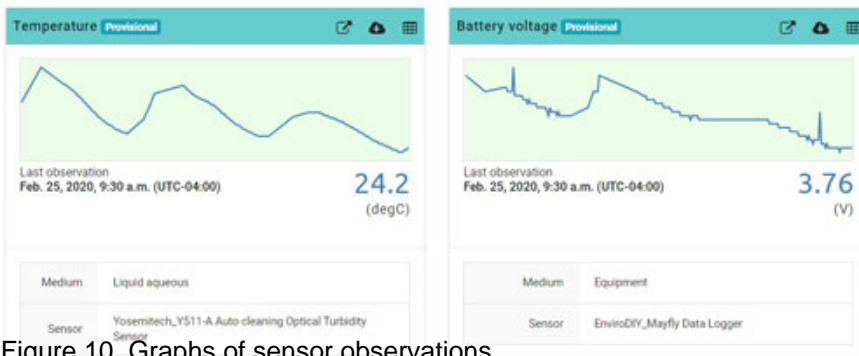 Temperature Provisional
Last observation
Feb. 25, 2020, 9:30 a.m. (UTC-04:00)
24.2
(degC)
Medium Liquid aqueous
Sensor Yosemitech_Y511-A Auto cleaning Optical Turbidity
Sensor
Battery voltage Provisional
Last observation
Feb. 25, 2020, 9:30 a.m. (UTC-04:00)
3.76
(V)
Medium Equipment
Sensor EnviroDIY_Mayfly Data Logger
Figure 10. Graphs of sensor observations